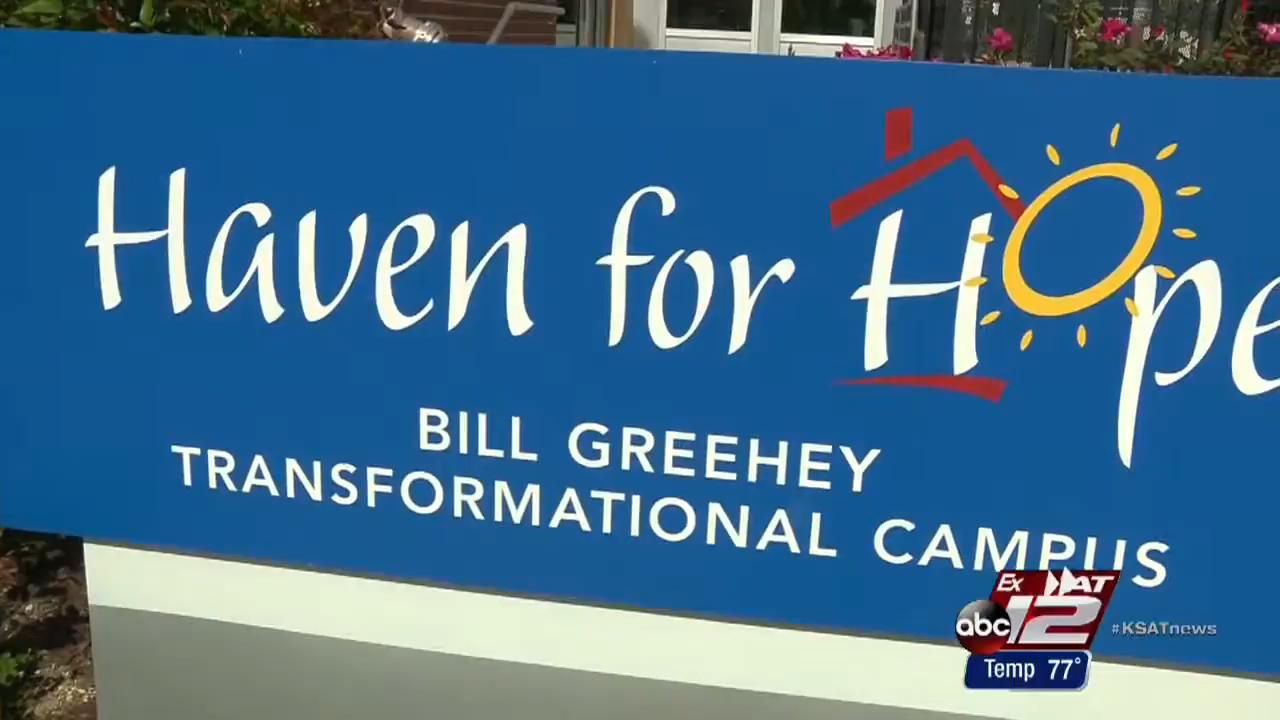 Haven for Hope
BILL GREEHEY
TRANSFORMATIONAL CAMPUS
abc 12
#KSATnews
Temp 77°